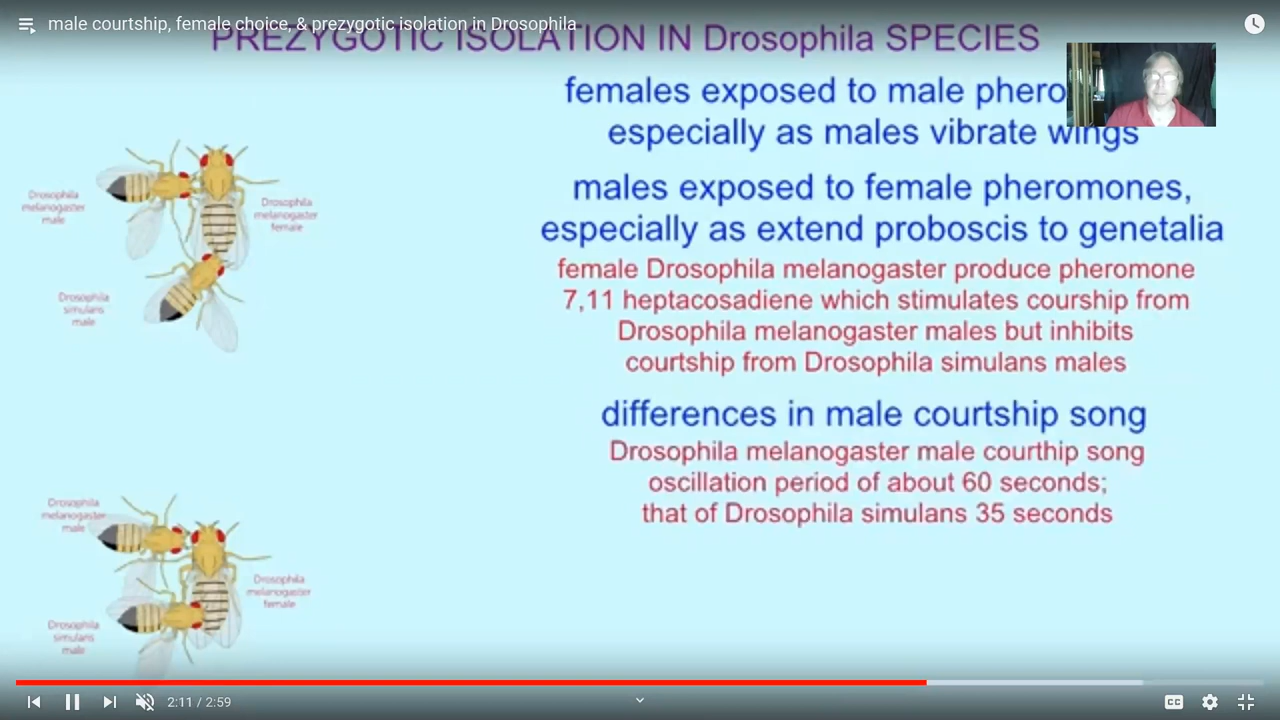 male courtship, female choice, & prezygotic isolation in Drosophila
PREZYGOTIC ISOLATION IN Drosophila SPECIES
females exposed to male phero
especially as males vibrate wings
males exposed to female pheromones,
especially as extend proboscis to genetalia
female Drosophila melanogaster produce pheromone
7,11 heptacosadiene which stimulates courship from
Drosophila melanogaster males but inhibits
courtship from Drosophila simulans males
differences in male courtship song
Drosophila melanogaster male courthip song
oscillation period of about 60 seconds;
that of Drosophila simulans 35 seconds
Drosophila
melanogaster
male
Drosophila
melanogaster
female
Drosophila
simulans
male
Drosophila
melanogaster
male
Drosophila
melanogaster
female
Drosophila
simulans
male
2:11 / 2:59
CC